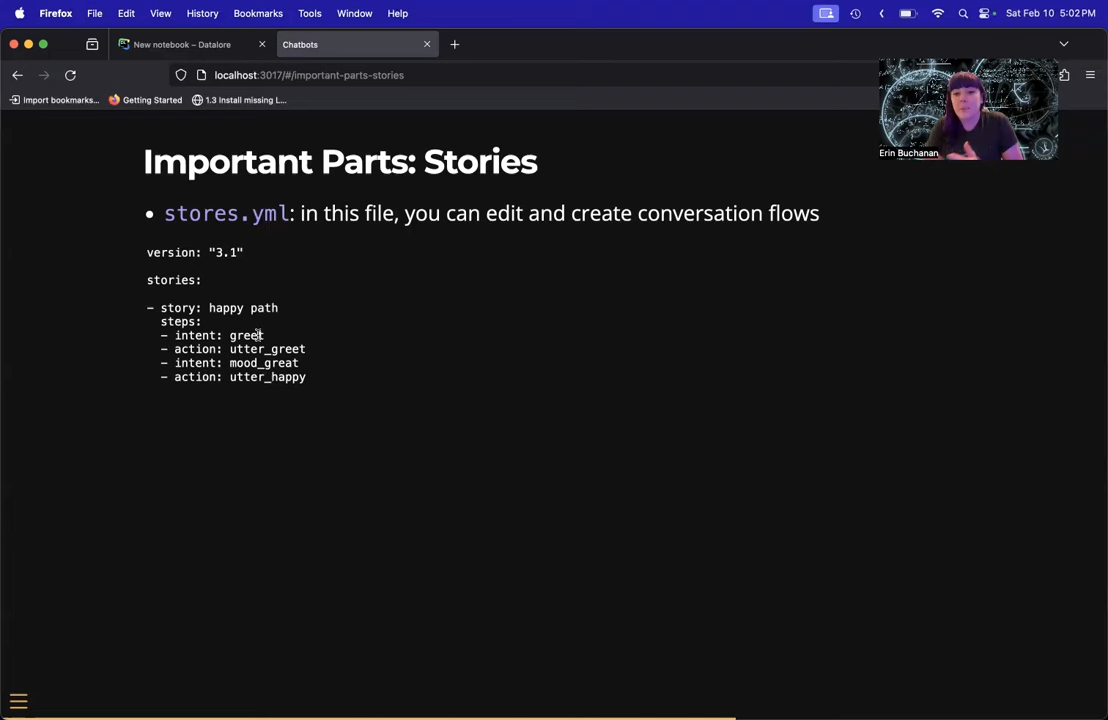 Firefox File Edit View History Bookmarks Tools Window Help Sat Feb 10 5:02 PM
New notebook – Datalore
Chatbots
localhost:3017/#/important-parts-stories
Import bookmarks... Getting Started 1.3 Install missing L...
Erin Buchanan
Important Parts: Stories
• stores.yml: in this file, you can edit and create conversation flows
version: "3.1"
stories:
- story: happy path
steps:
- intent: greet
- action: utter_greet
- intent: mood_great
- action: utter_happy